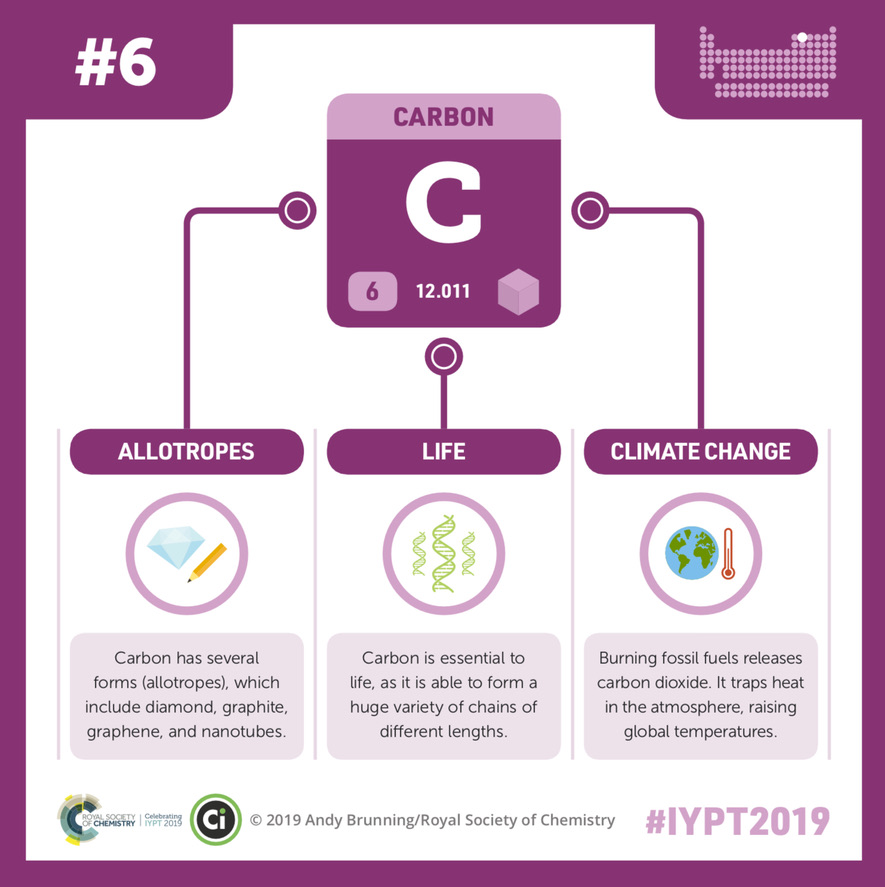 #6
CARBON
C
6
12.011
ALLOTROPES
LIFE
CLIMATE CHANGE
Carbon has several
forms (allotropes), which
include diamond, graphite,
graphene, and nanotubes.
Carbon is essential to
life, as it is able to form a
huge variety of chains of
different lengths.
Burning fossil fuels releases
carbon dioxide. It traps heat
in the atmosphere, raising
global temperatures.
ROYAL SOCIETY
OF CHEMISTRY
Celebrating
IYPT 2019
Ci
© 2019 Andy Brunning/Royal Society of Chemistry
#IYPT2019